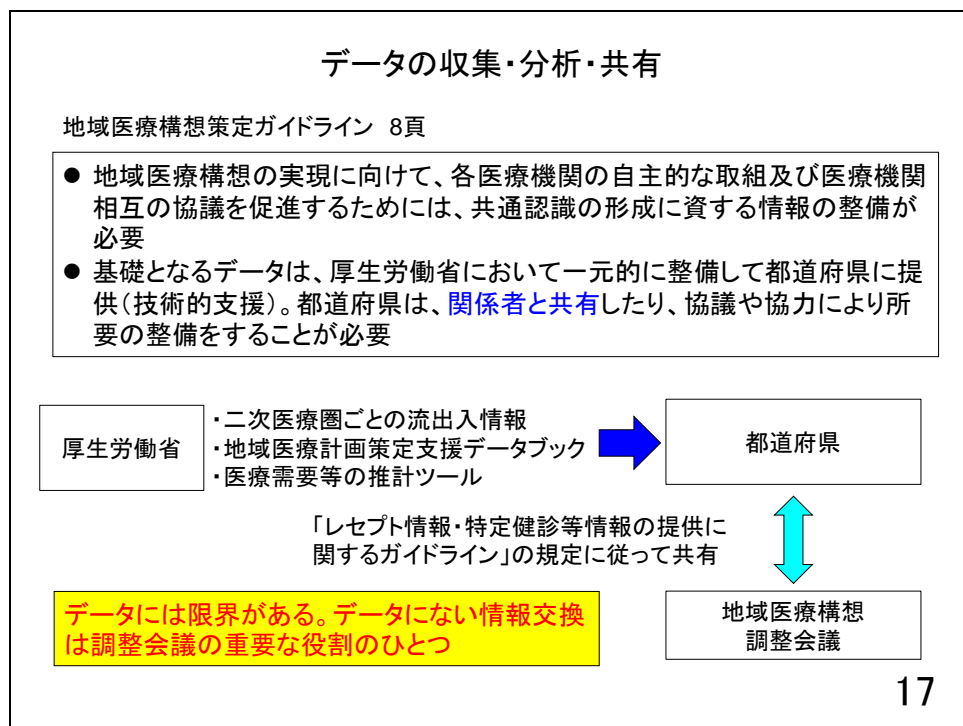 データの収集・分析・共有
地域医療構想策定ガイドライン 8頁
● 地域医療構想の実現に向けて、各医療機関の自主的な取組及び医療機関
相互の協議を促進するためには、共通認識の形成に資する情報の整備が
必要
● 基礎となるデータは、厚生労働省において一元的に整備して都道府県に提
供(技術的支援)。都道府県は、関係者と共有したり、協議や協力により所
要の整備をすることが必要
厚生労働省
・二次医療圏ごとの流出入情報
・地域医療計画策定支援データブック
・医療需要等の推計ツール
都道府県
「レセプト情報・特定健診等情報の提供に
関するガイドライン」の規定に従って共有
データには限界がある。データにない情報交換
は調整会議の重要な役割のひとつ
地域医療構想
調整会議
17